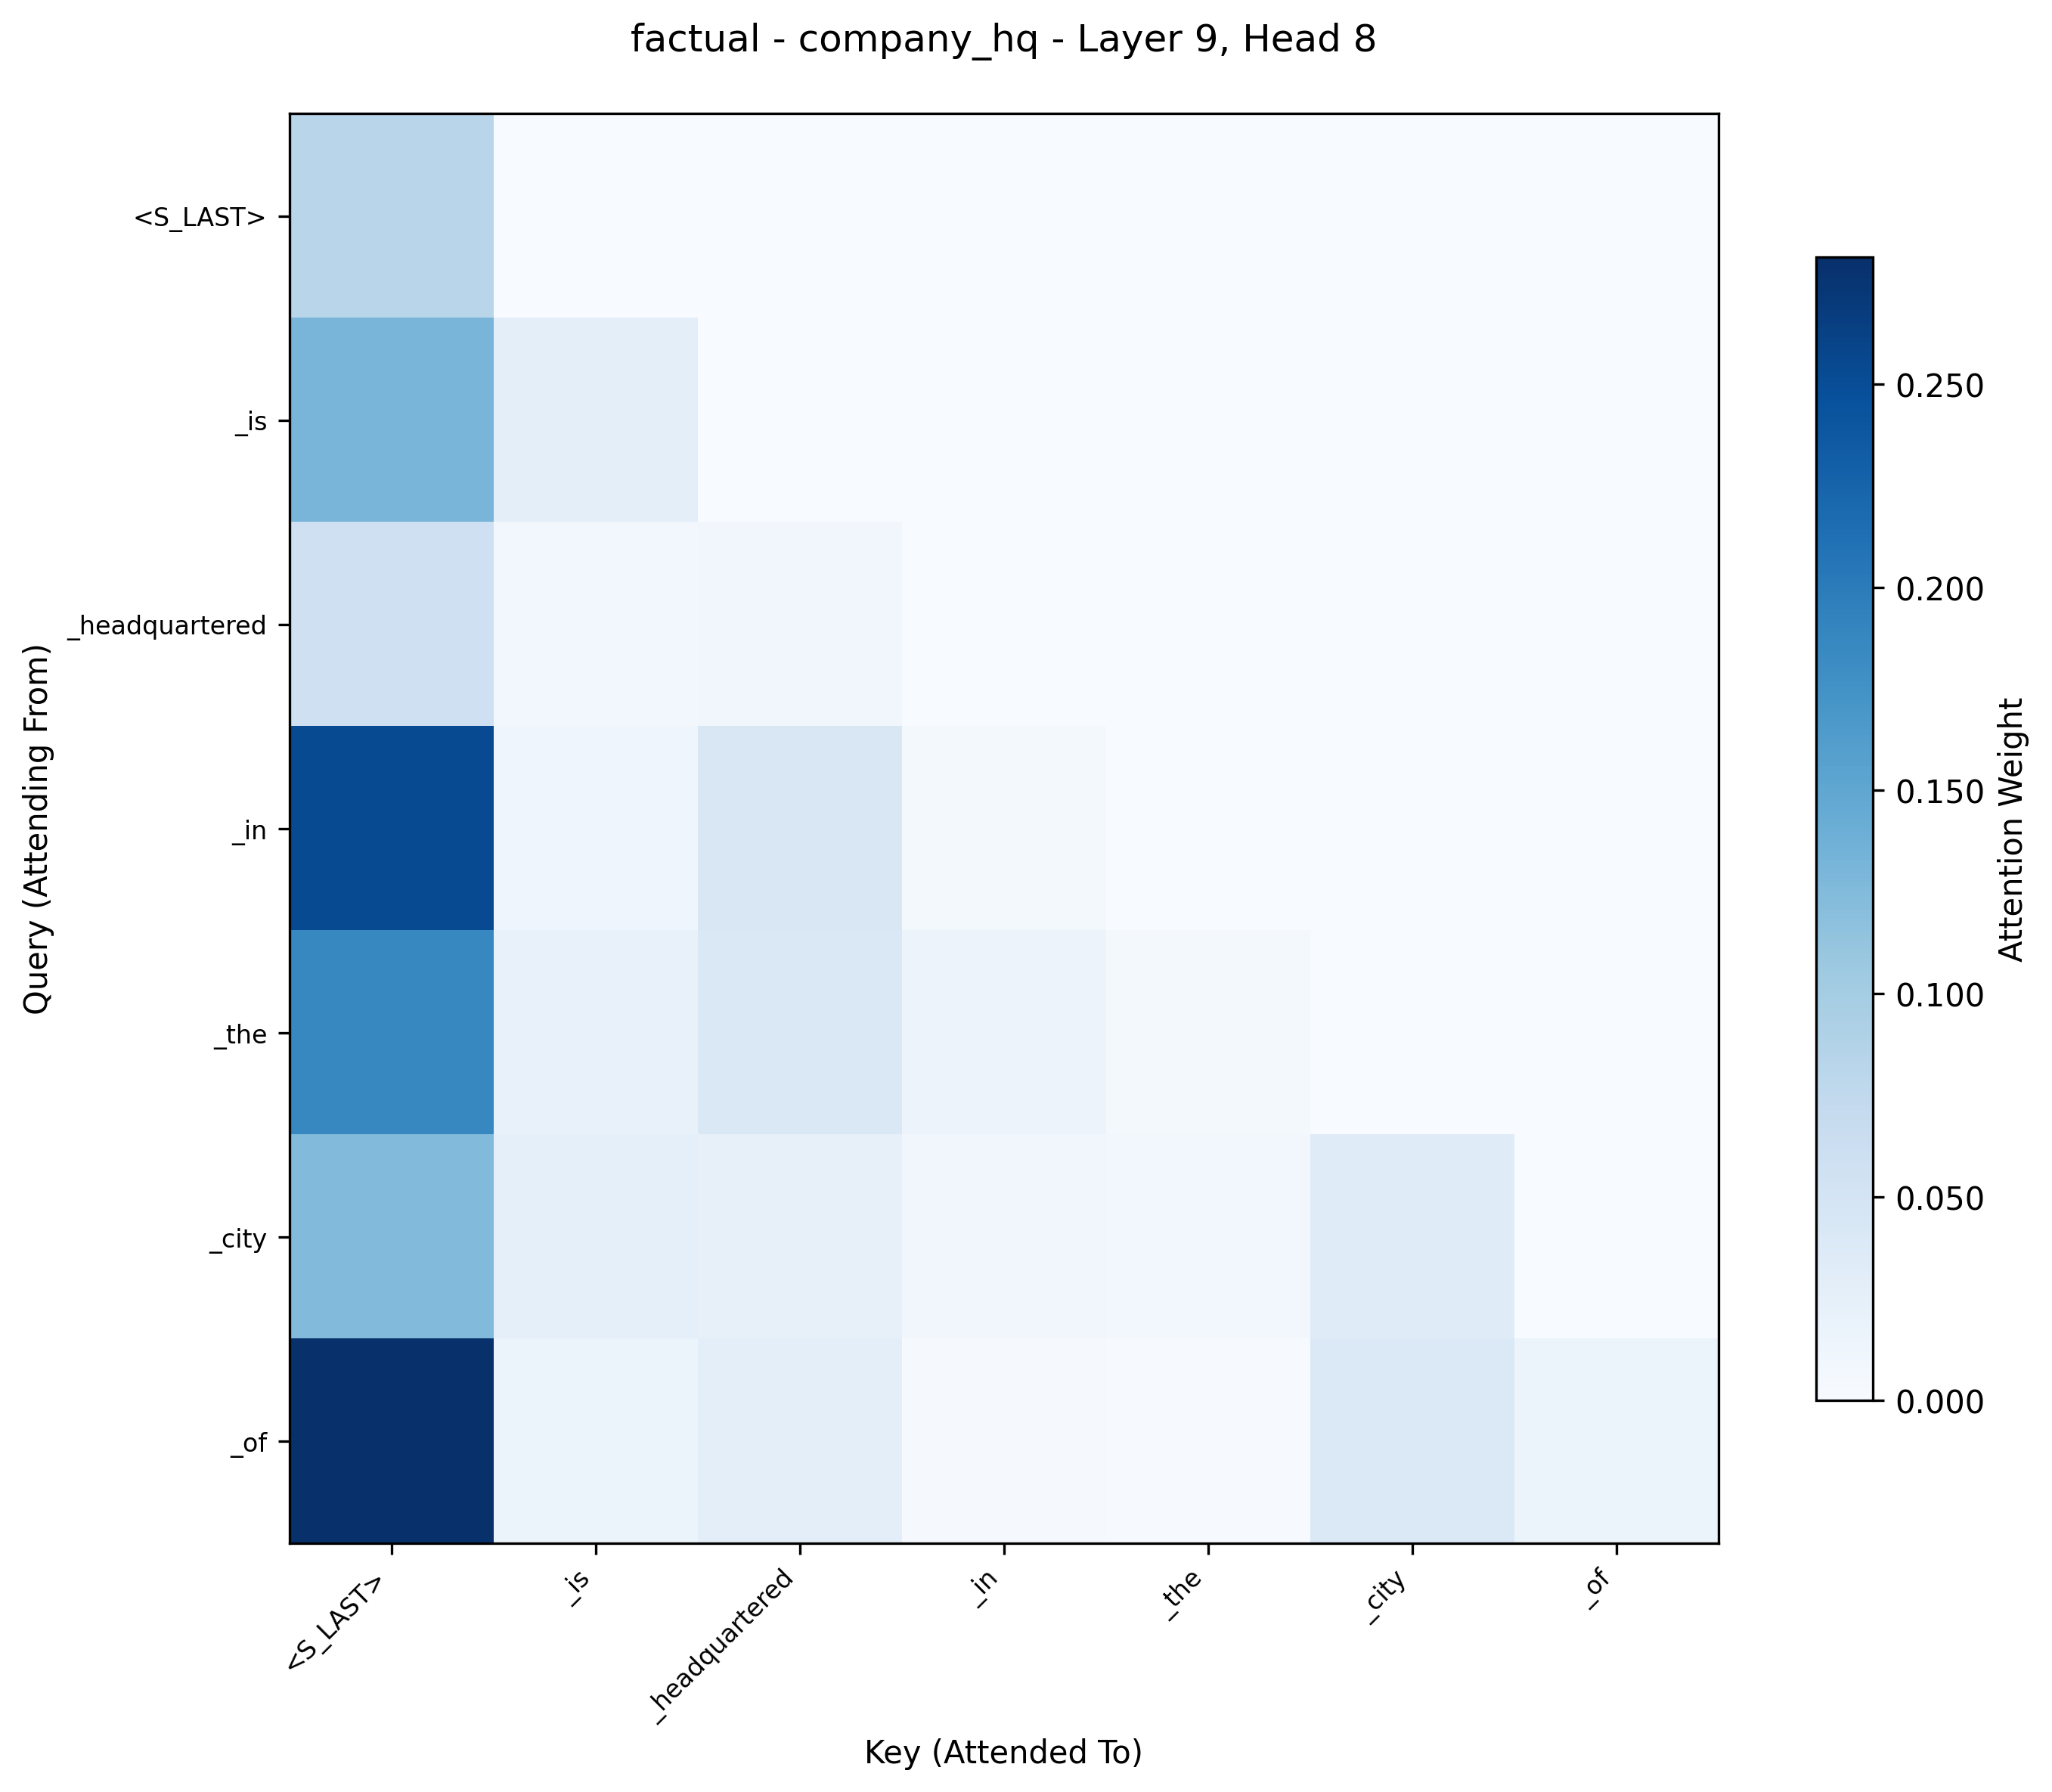 factual - company_hq - Layer 9, Head 8
Query (Attending From)
<S_LAST>
_is
_headquartered
_in
_the
_city
_of
<S_LAST>
_is
_headquartered
_in
_the
_city
_of
Key (Attended To)
0.250
0.200
0.150
0.100
0.050
0.000
Attention Weight